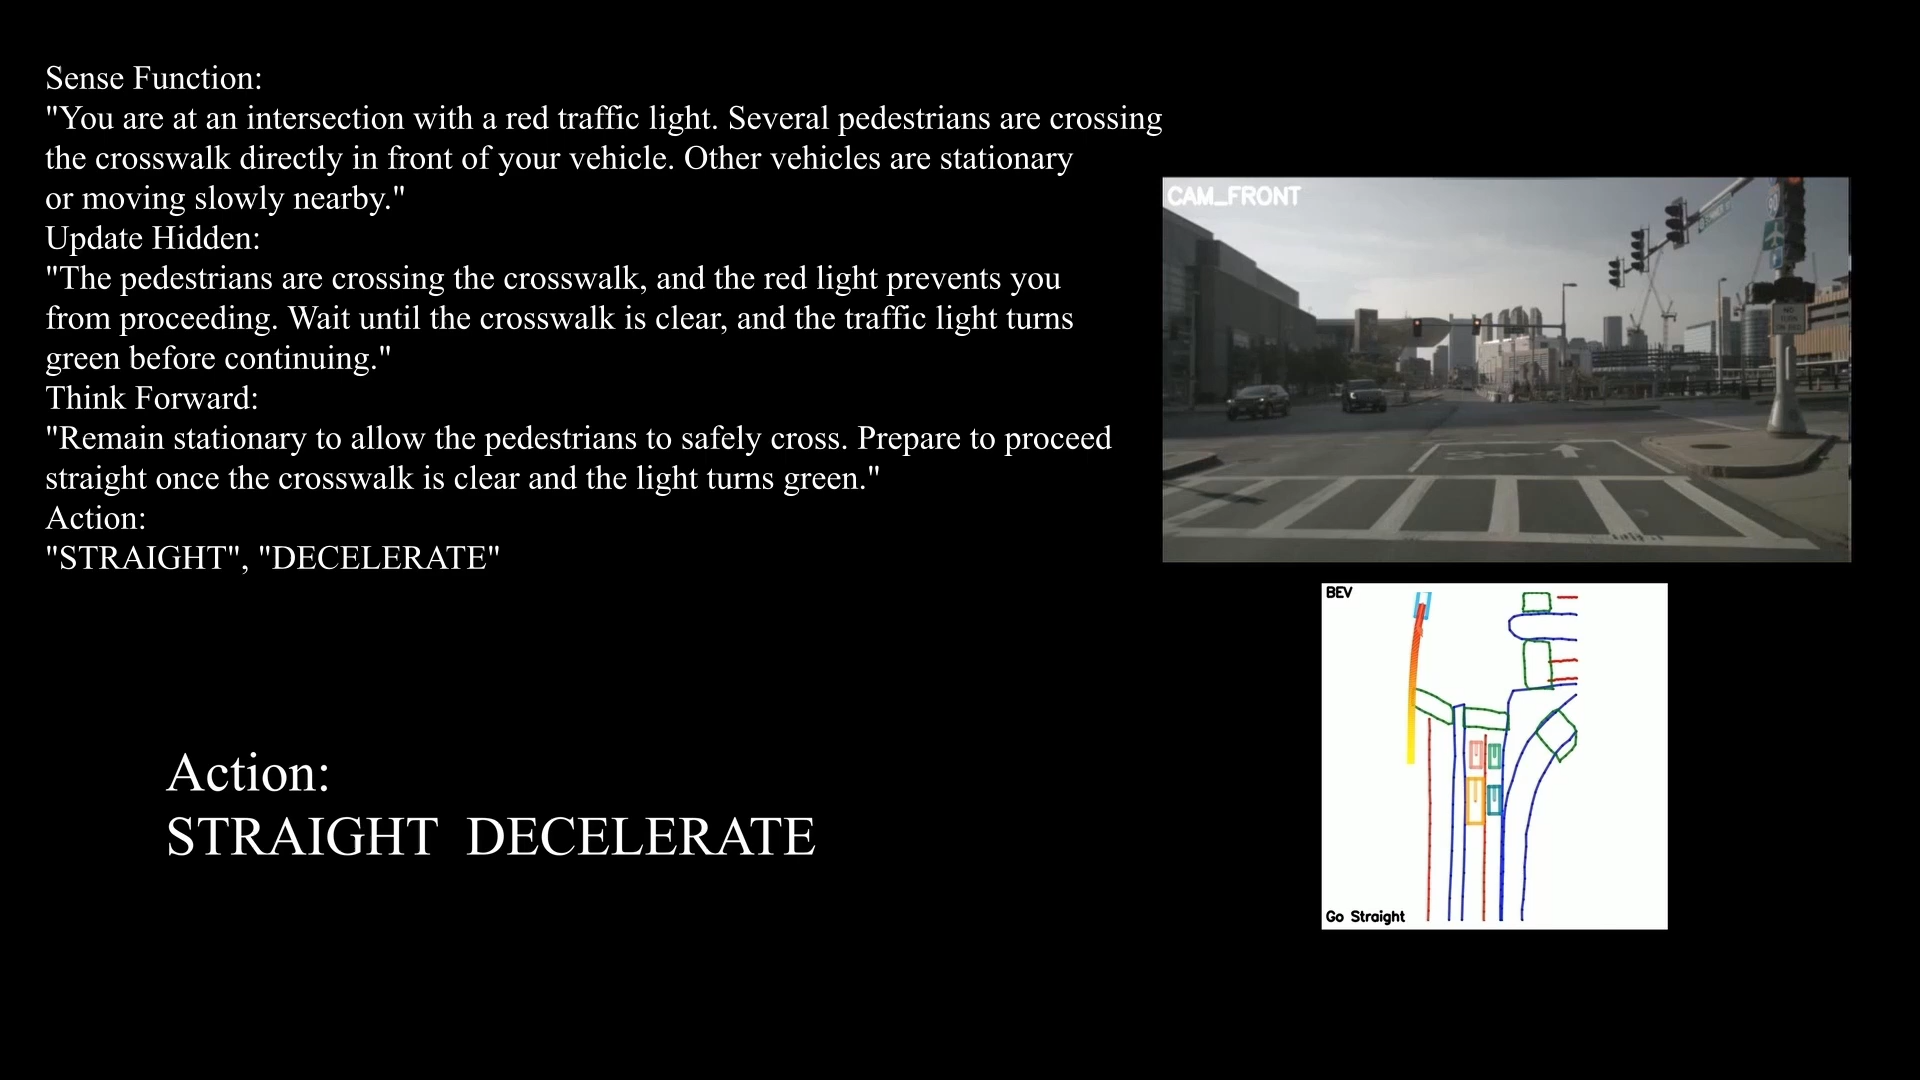 Sense Function:
"You are at an intersection with a red traffic light. Several pedestrians are crossing
the crosswalk directly in front of your vehicle. Other vehicles are stationary
or moving slowly nearby."
Update Hidden:
"The pedestrians are crossing the crosswalk, and the red light prevents you
from proceeding. Wait until the crosswalk is clear, and the traffic light turns
green before continuing."
Think Forward:
"Remain stationary to allow the pedestrians to safely cross. Prepare to proceed
straight once the crosswalk is clear and the light turns green."
Action:
"STRAIGHT", "DECELERATE"
Action:
STRAIGHT DECELERATE
CAM_FRONT
90
NO
TURN
ON RED
BEV
Go Straight